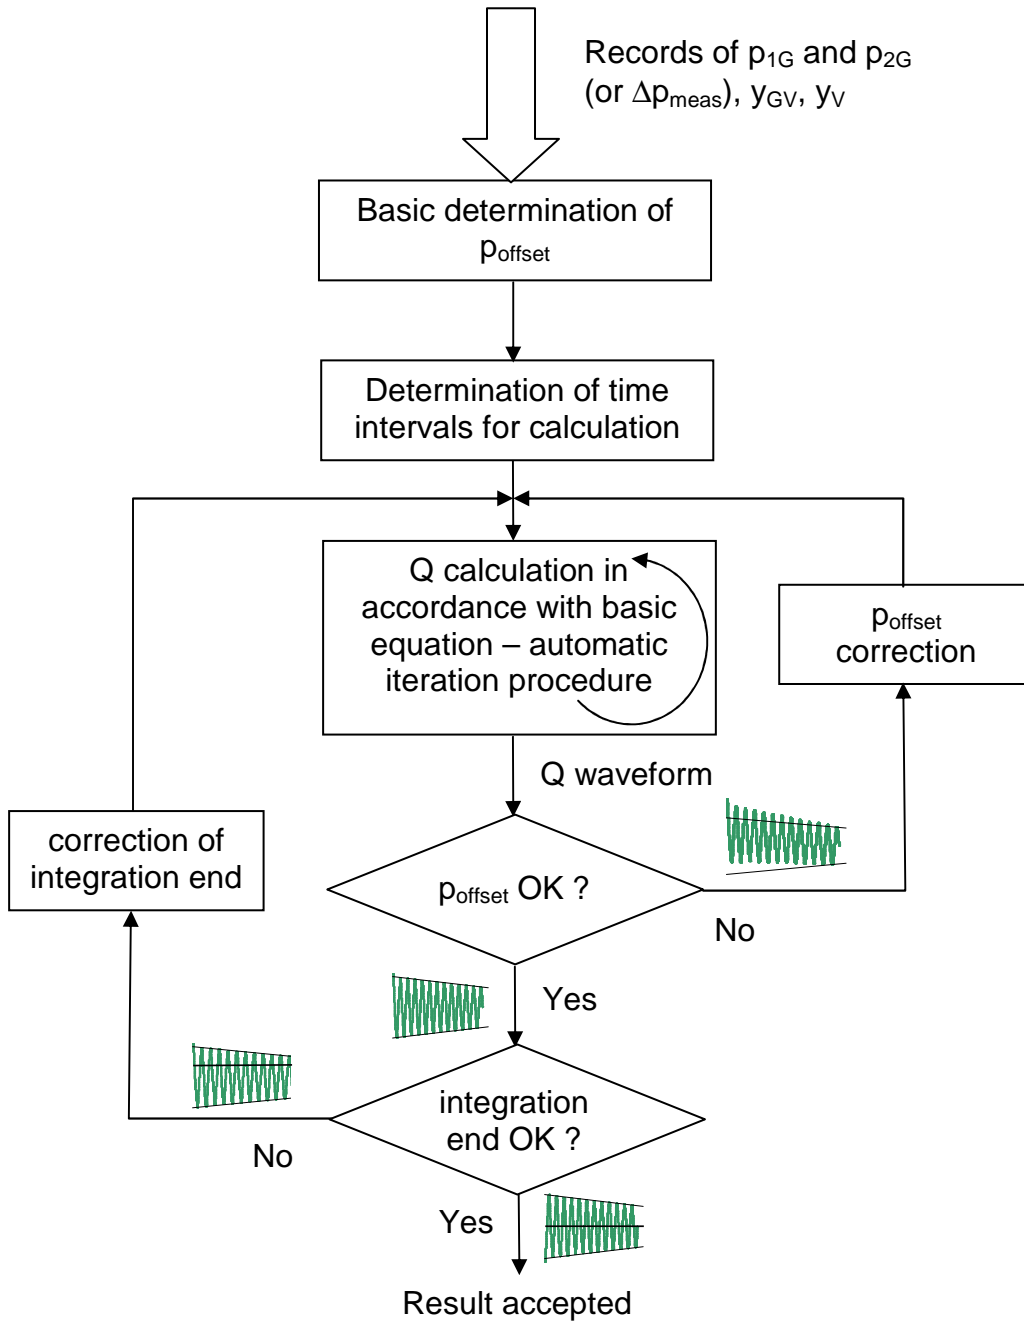 Records of p1G and p2G
(or Δpmeas), yGV, yV
Basic determination of
poffset
Determination of time
intervals for calculation
Q calculation in
accordance with basic
equation – automatic
iteration procedure
poffset
correction
Q waveform
correction of
integration end
poffset OK ?
No
Yes
integration
end OK ?
No
Yes
Result accepted